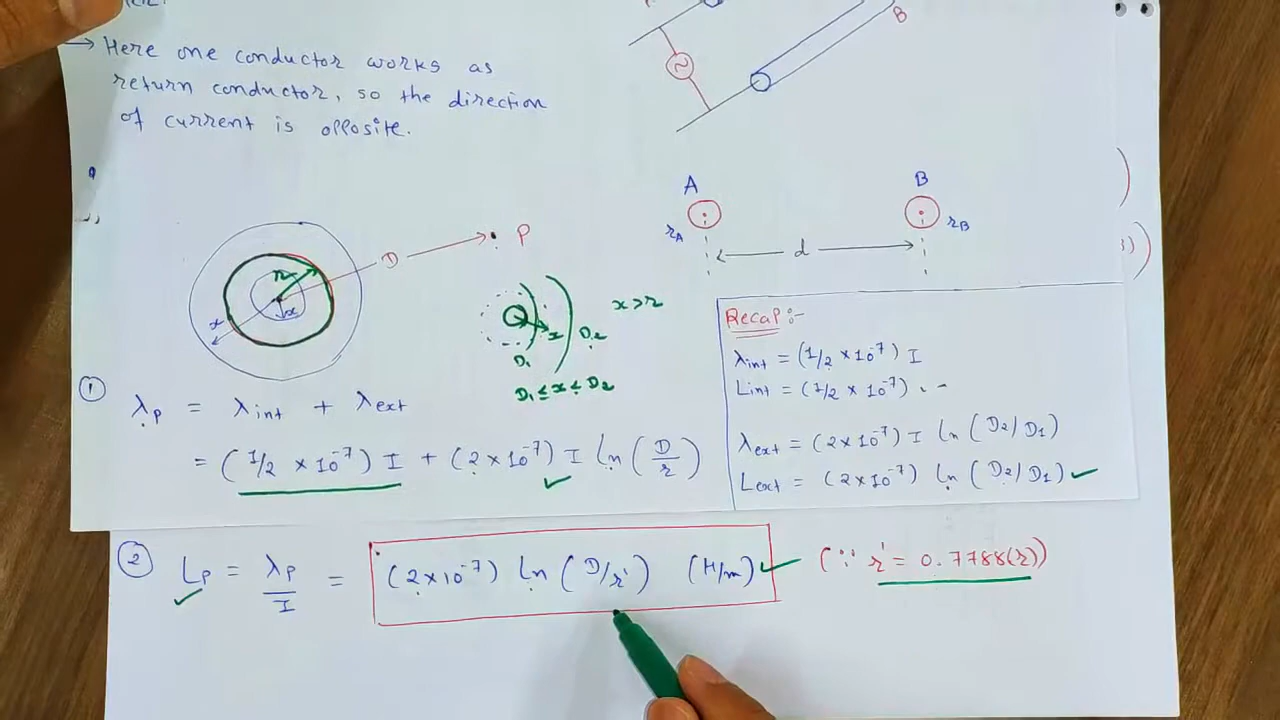 → Here one conductor works as
return conductor, so the direction
of current is opposite.
B
A
B
rA
rB
d
D
P
r
x
x
x
D1
D2
x > r
D1 ≤ x ≤ D2
Recap :-
λint = (1/2 × 10⁻⁷) I
Lint = (1/2 × 10⁻⁷)
λext = (2×10⁻⁷) I ln (D2/D1)
Lext = (2×10⁻⁷) ln (D2/D1) ✓
① λp = λint + λext
= (1/2 × 10⁻⁷) I + (2×10⁻⁷) I ln (D/r)
② Lp = λp/I = (2×10⁻⁷) ln (D/r') (H/m) ✓ (∵ r' = 0.7788(r))